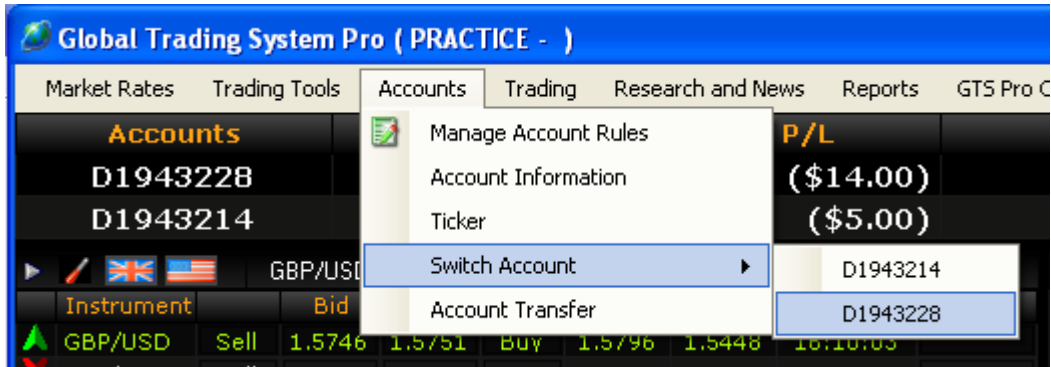 Global Trading System Pro ( PRACTICE -  )
Market Rates Trading Tools Accounts Trading Research and News Reports GTS Pro
Accounts P/L
Manage Account Rules
D1943228 ($14.00)
Account Information
D1943214 ($5.00)
Ticker
GBP/USD
Switch Account
D1943214
Instrument Bid
Account Transfer
D1943228
GBP/USD Sell 1.5746 1.5751 Buy 1.5796 1.5448 16:10:03